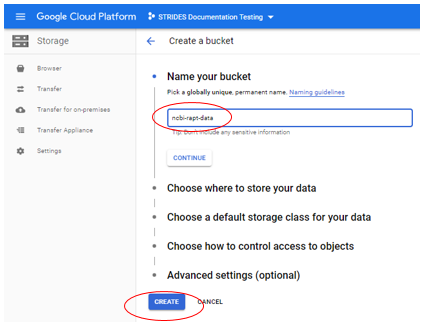 Google Cloud Platform
STRIDES Documentation Testing
Storage
Create a bucket
Browser
Transfer
Transfer for on-premises
Transfer Appliance
Settings
Name your bucket
Pick a globally unique, permanent name. Naming guidelines
ncbi-rapt-data
Tip: Don't include any sensitive information
CONTINUE
Choose where to store your data
Choose a default storage class for your data
Choose how to control access to objects
Advanced settings (optional)
CREATE
CANCEL